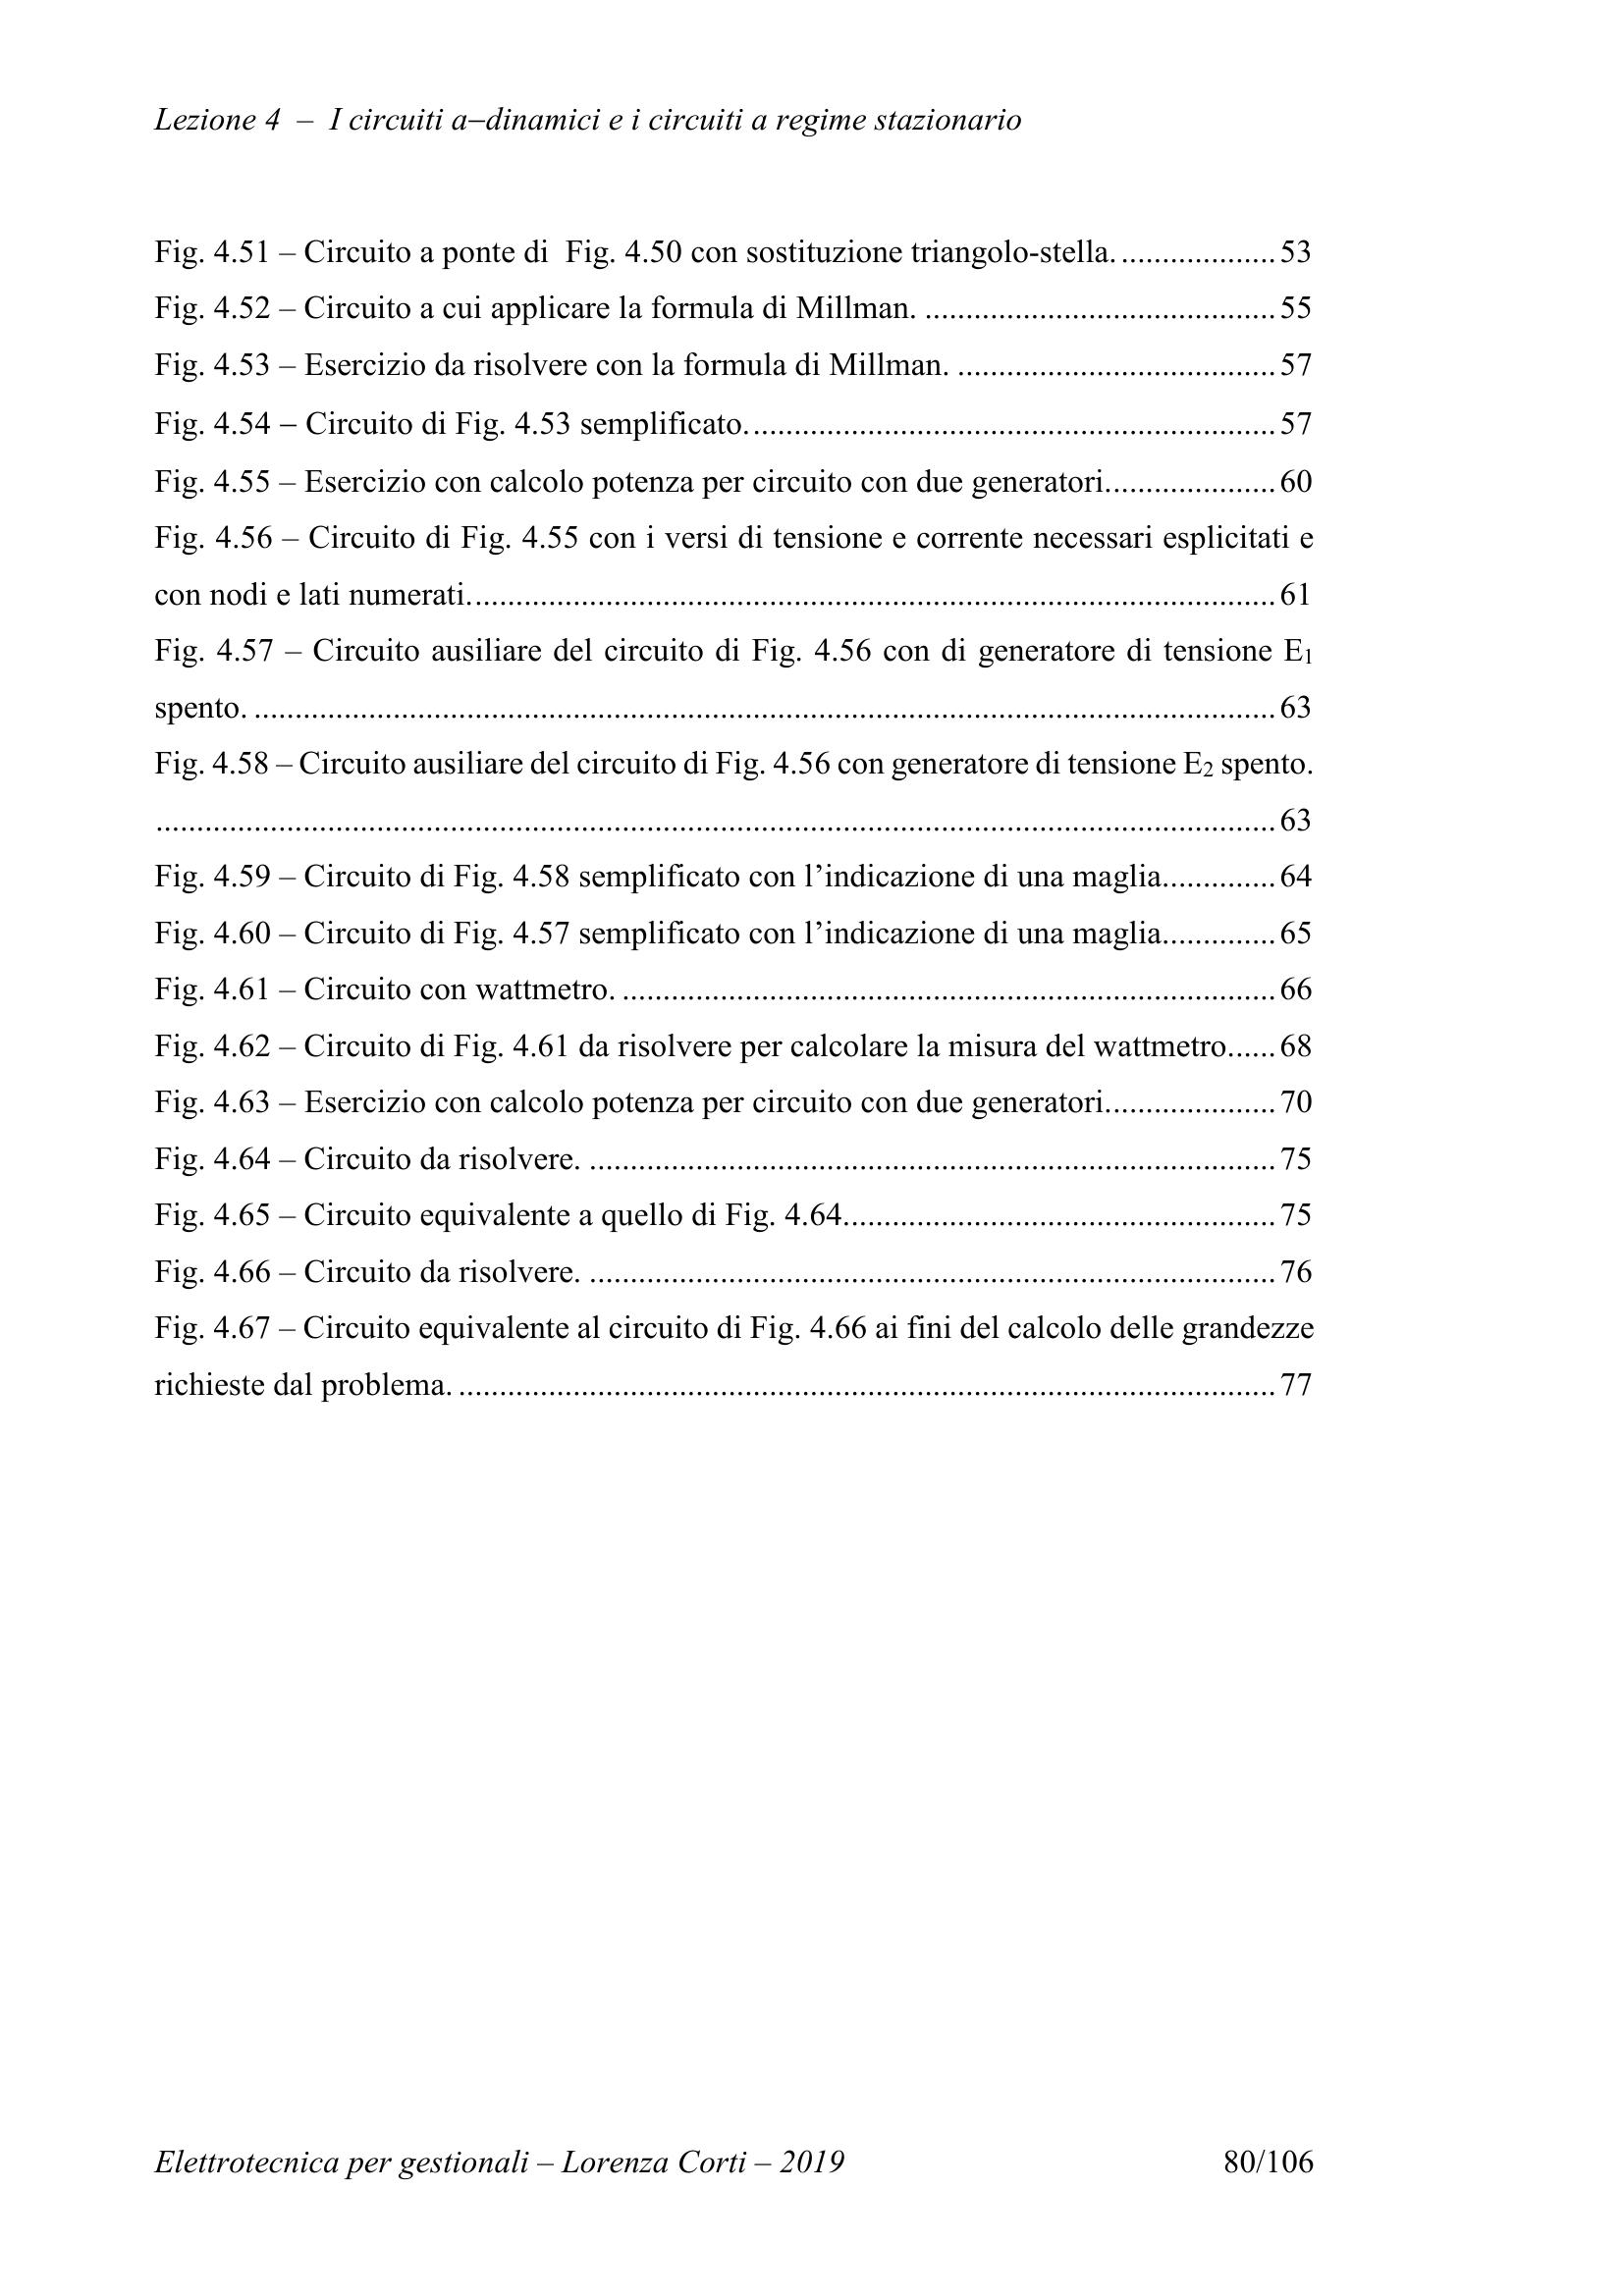 Lezione 4 – I circuiti a–dinamici e i circuiti a regime stazionario
Fig. 4.51 – Circuito a ponte di  Fig. 4.50 con sostituzione triangolo-stella. ................... 53
Fig. 4.52 – Circuito a cui applicare la formula di Millman. ........................................... 55
Fig. 4.53 – Esercizio da risolvere con la formula di Millman. ....................................... 57
Fig. 4.54 – Circuito di Fig. 4.53 semplificato. ................................................................ 57
Fig. 4.55 – Esercizio con calcolo potenza per circuito con due generatori.................... 60
Fig. 4.56 – Circuito di Fig. 4.55 con i versi di tensione e corrente necessari esplicitati e
con nodi e lati numerati. .................................................................................................. 61
Fig. 4.57 – Circuito ausiliare del circuito di Fig. 4.56 con di generatore di tensione E₁
spento. ............................................................................................................................. 63
Fig. 4.58 – Circuito ausiliare del circuito di Fig. 4.56 con generatore di tensione E₂ spento.
......................................................................................................................................... 63
Fig. 4.59 – Circuito di Fig. 4.58 semplificato con l’indicazione di una maglia.............. 64
Fig. 4.60 – Circuito di Fig. 4.57 semplificato con l’indicazione di una maglia.............. 65
Fig. 4.61 – Circuito con wattmetro. ................................................................................ 66
Fig. 4.62 – Circuito di Fig. 4.61 da risolvere per calcolare la misura del wattmetro...... 68
Fig. 4.63 – Esercizio con calcolo potenza per circuito con due generatori.................... 70
Fig. 4.64 – Circuito da risolvere. .................................................................................... 75
Fig. 4.65 – Circuito equivalente a quello di Fig. 4.64..................................................... 75
Fig. 4.66 – Circuito da risolvere. .................................................................................... 76
Fig. 4.67 – Circuito equivalente al circuito di Fig. 4.66 ai fini del calcolo delle grandezze
richieste dal problema. .................................................................................................... 77
Elettrotecnica per gestionali – Lorenza Corti – 2019 80/106